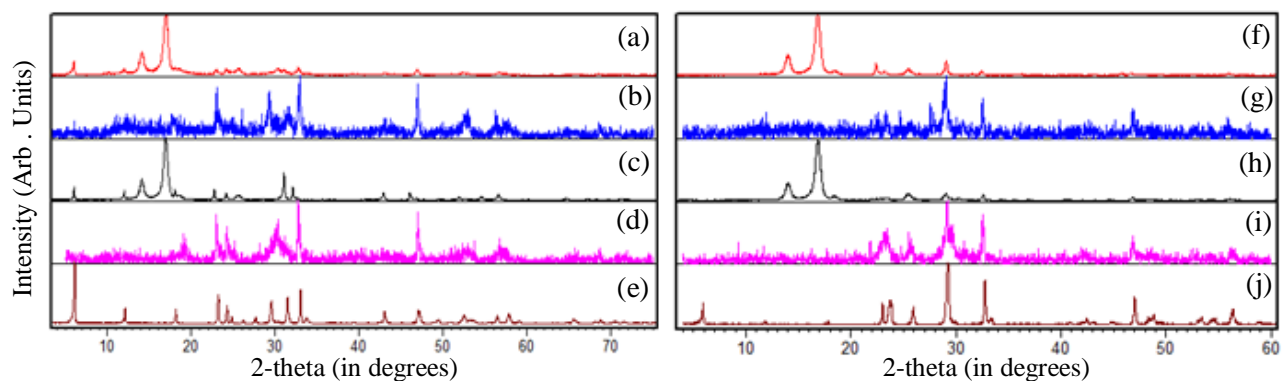 Intensity (Arb . Units)
(a)
(b)
(c)
(d)
(e)
10 20 30 40 50 60 70
2-theta (in degrees)
(f)
(g)
(h)
(i)
(j)
10 20 30 40 50 60
2-theta (in degrees)